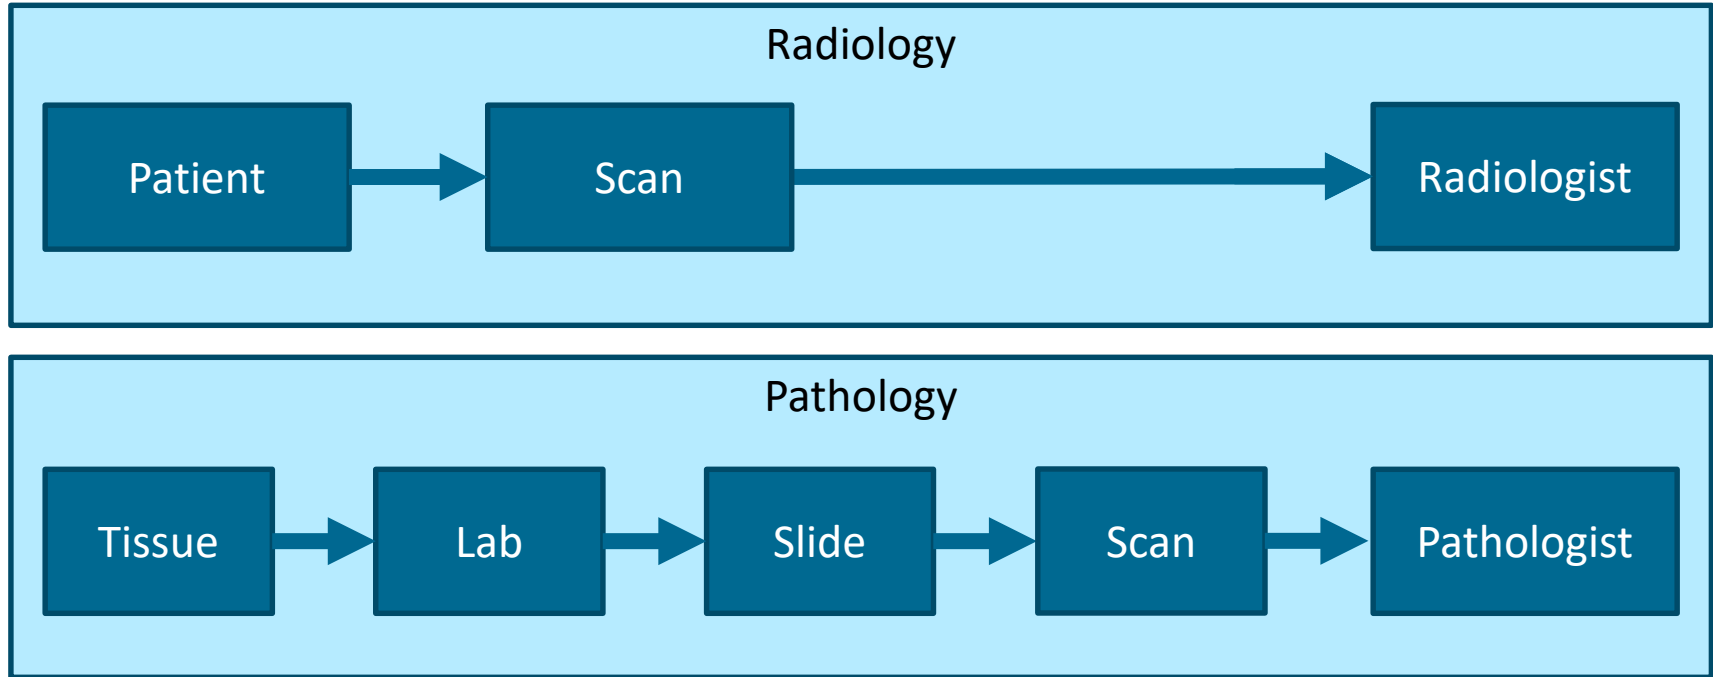 Radiology
Patient
Scan
Radiologist
Pathology
Tissue
Lab
Slide
Scan
Pathologist